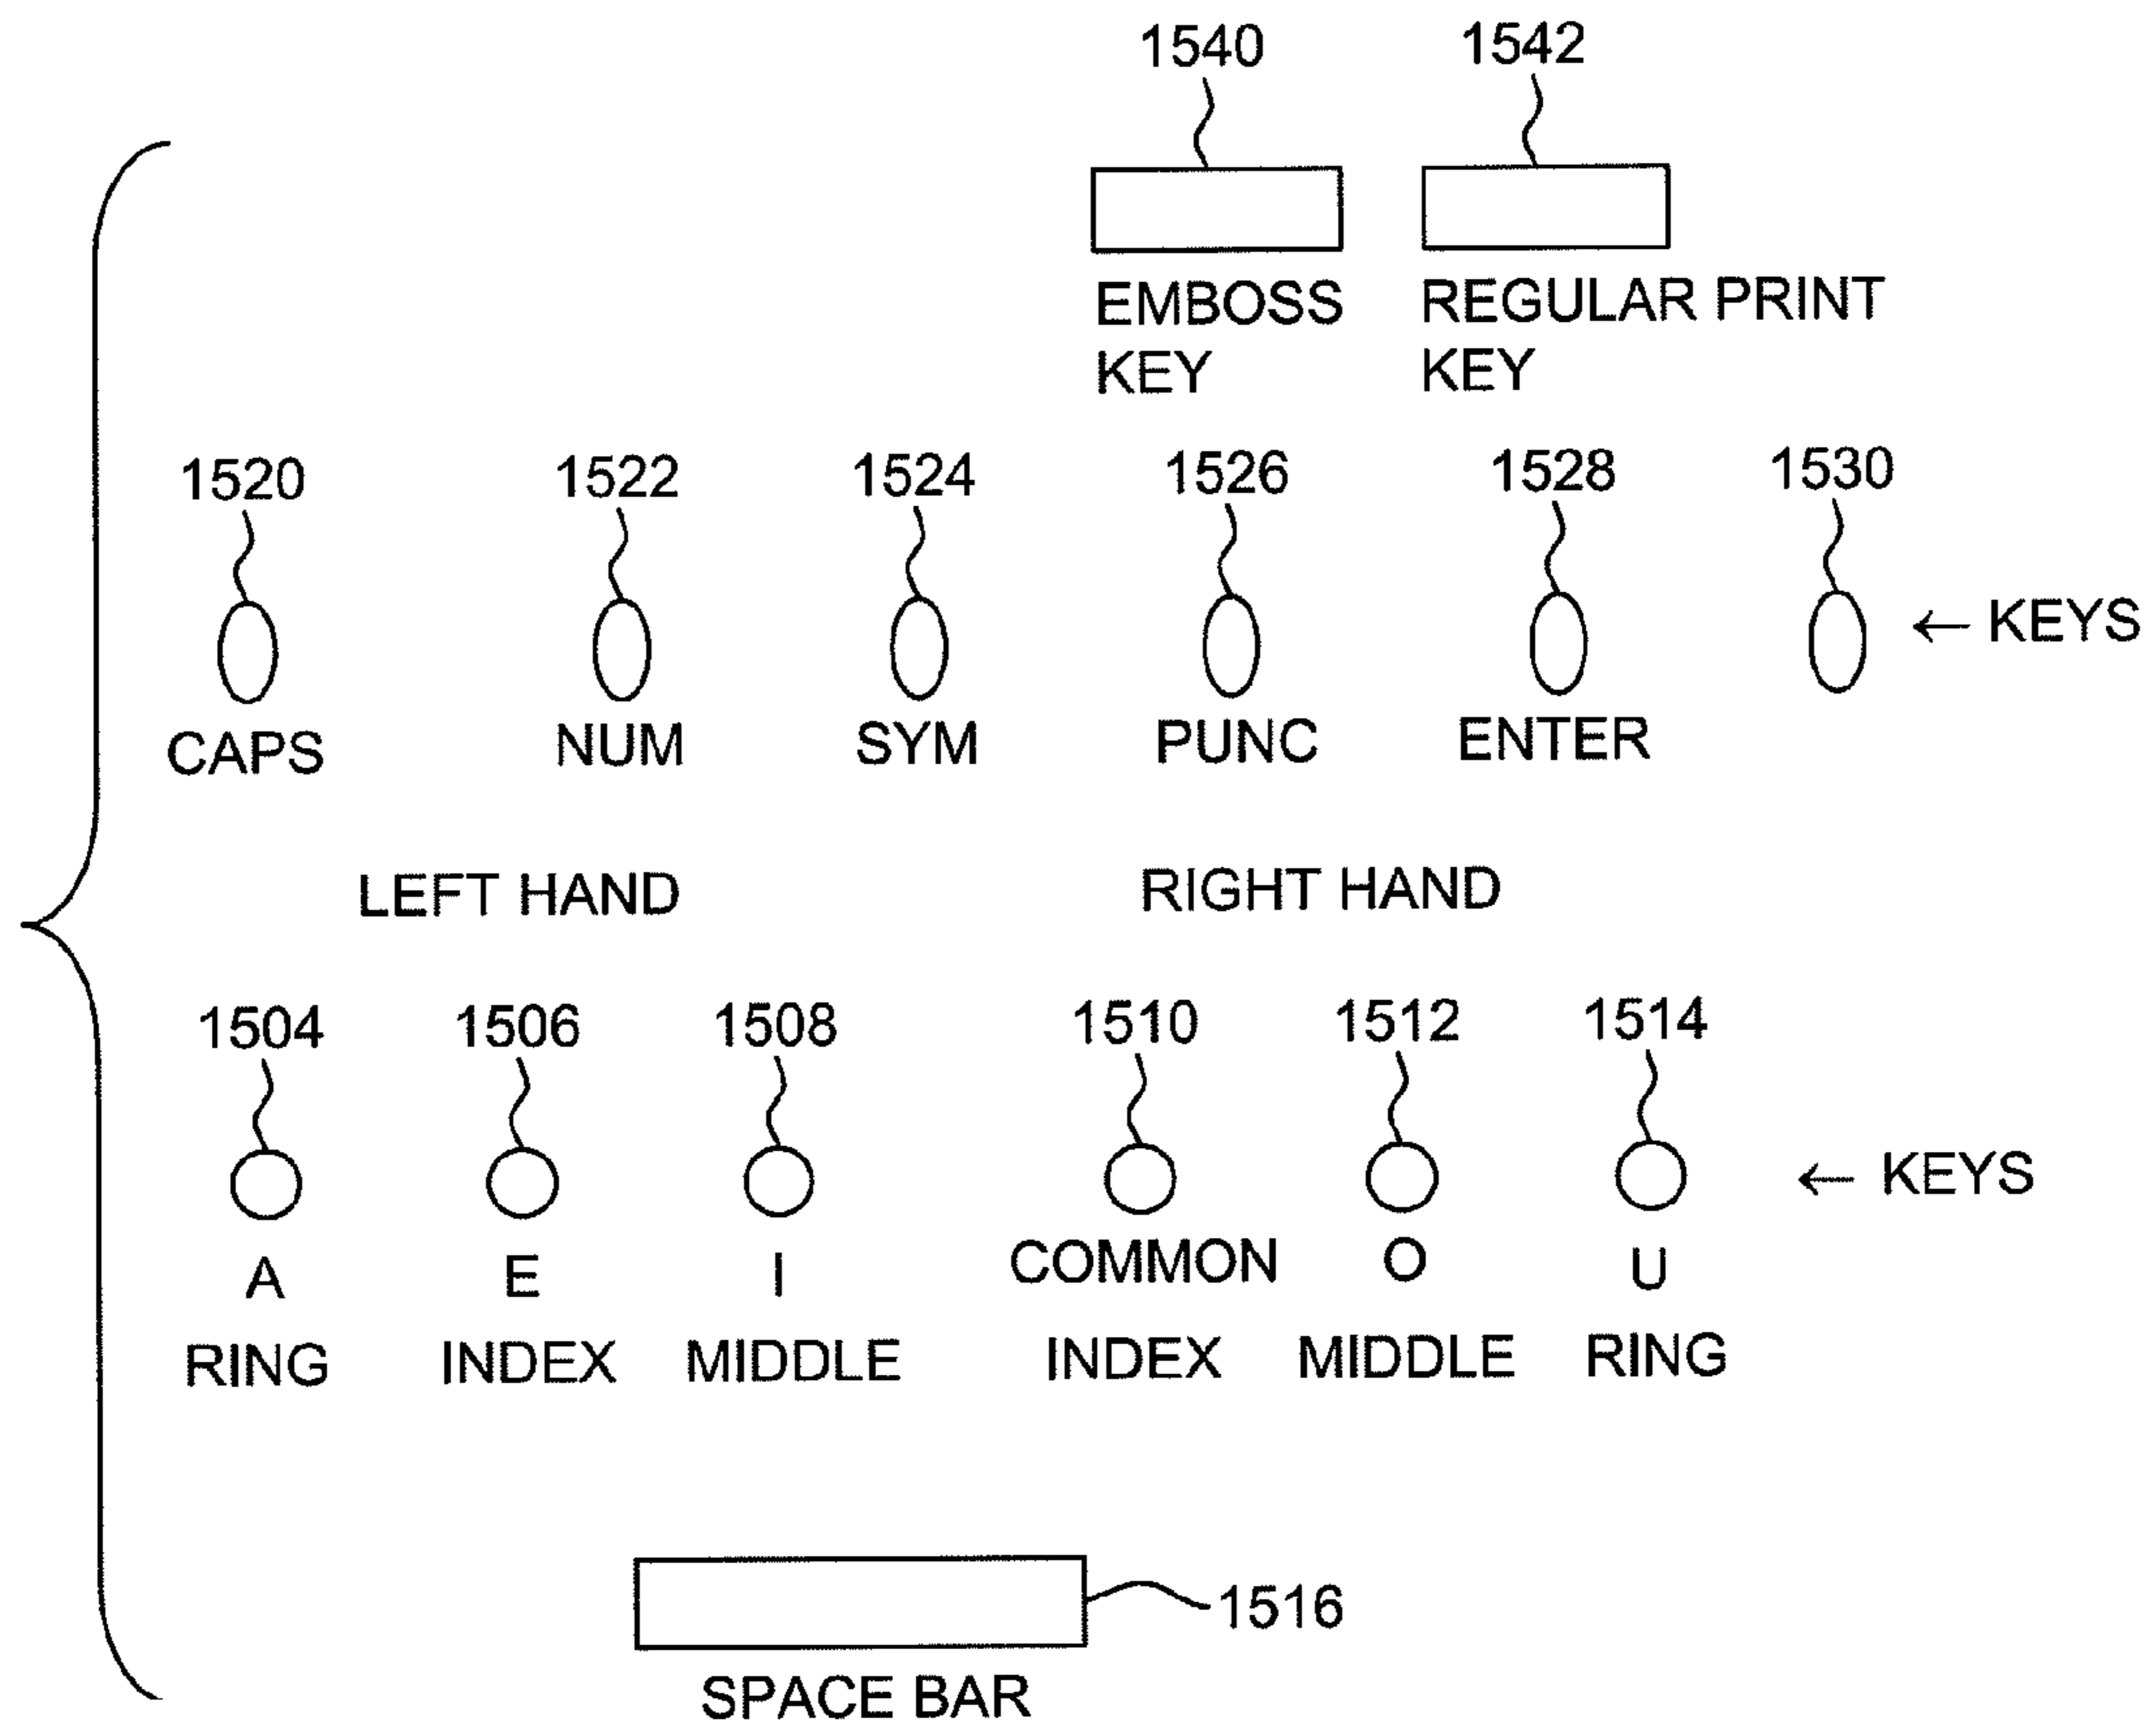 1540 1542
EMBOSS KEY
REGULAR PRINT KEY
1520 1522 1524 1526 1528 1530
← KEYS
CAPS NUM SYM PUNC ENTER
LEFT HAND RIGHT HAND
1504 1506 1508 1510 1512 1514
← KEYS
A E I COMMON O U
RING INDEX MIDDLE INDEX MIDDLE RING
1516
SPACE BAR